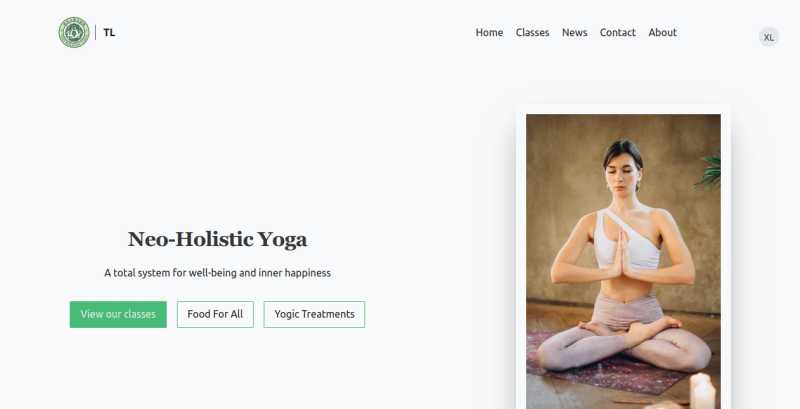 TL
Home Classes News Contact About
XL
Neo-Holistic Yoga
A total system for well-being and inner happiness
View our classes Food For All Yogic Treatments